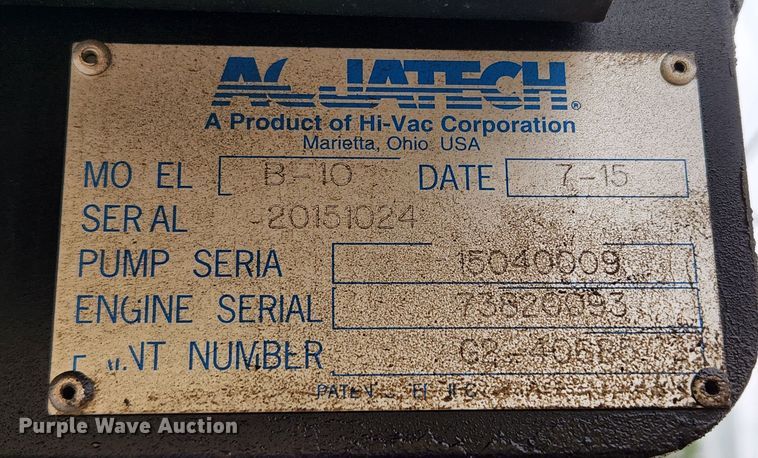 AQUATECH®
A Product of Hi-Vac Corporation
Marietta, Ohio USA
MO EL B-10 DATE 7-15
SER AL -20151024
PUMP SERIA 15040009
ENGINE SERIAL 73820893
NUMBER
Purple Wave Auction